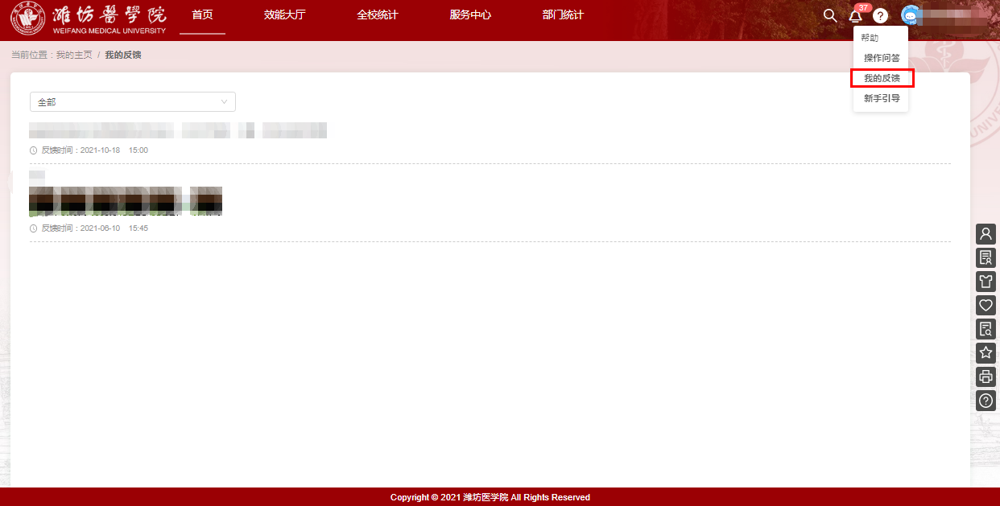 濰坊醫學院
WEIFANG MEDICAL UNIVERSITY
首页 效能大厅 全校统计 服务中心 部门统计
37
帮助
操作问答
我的反馈
新手引导
当前位置：我的主页 / 我的反馈
全部
反馈时间：2021-10-18 15:00
反馈时间：2021-06-10 15:45
Copyright © 2021 潍坊医学院 All Rights Reserved